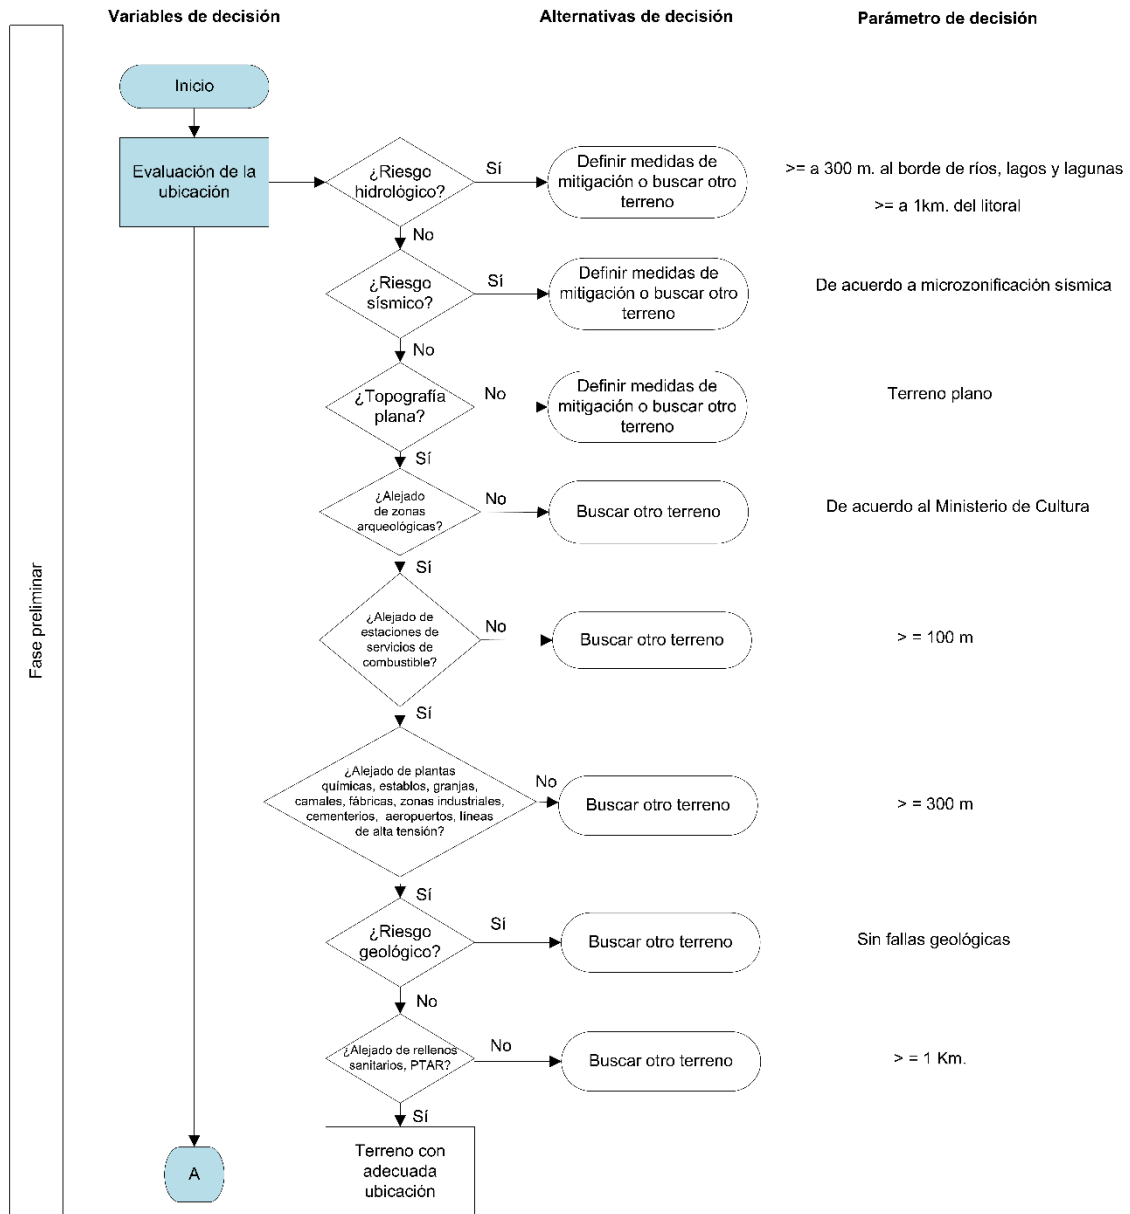 Variables de decisión
Alternativas de decisión
Parámetro de decisión
Fase preliminar
Inicio
Evaluación de la
ubicación
¿Riesgo
hidrológico?
Sí
Definir medidas de
mitigación o buscar otro
terreno
>= a 300 m. al borde de ríos, lagos y lagunas
>= a 1km. del litoral
No
¿Riesgo
sísmico?
Sí
Definir medidas de
mitigación o buscar otro
terreno
De acuerdo a microzonificación sísmica
No
¿Topografía
plana?
No
Definir medidas de
mitigación o buscar otro
terreno
Terreno plano
Sí
¿Alejado
de zonas
arqueológicas?
No
Buscar otro terreno
De acuerdo al Ministerio de Cultura
Sí
¿Alejado de
estaciones de
servicios de
combustible?
No
Buscar otro terreno
> = 100 m
Sí
¿Alejado de plantas
químicas, establos, granjas,
camales, fábricas, zonas industriales,
cementerios, aeropuertos, líneas
de alta tensión?
No
Buscar otro terreno
> = 300 m
Sí
¿Riesgo
geológico?
Sí
Buscar otro terreno
Sin fallas geológicas
No
¿Alejado de rellenos
sanitarios, PTAR?
No
Buscar otro terreno
> = 1 Km.
Sí
Terreno con
adecuada
ubicación
A